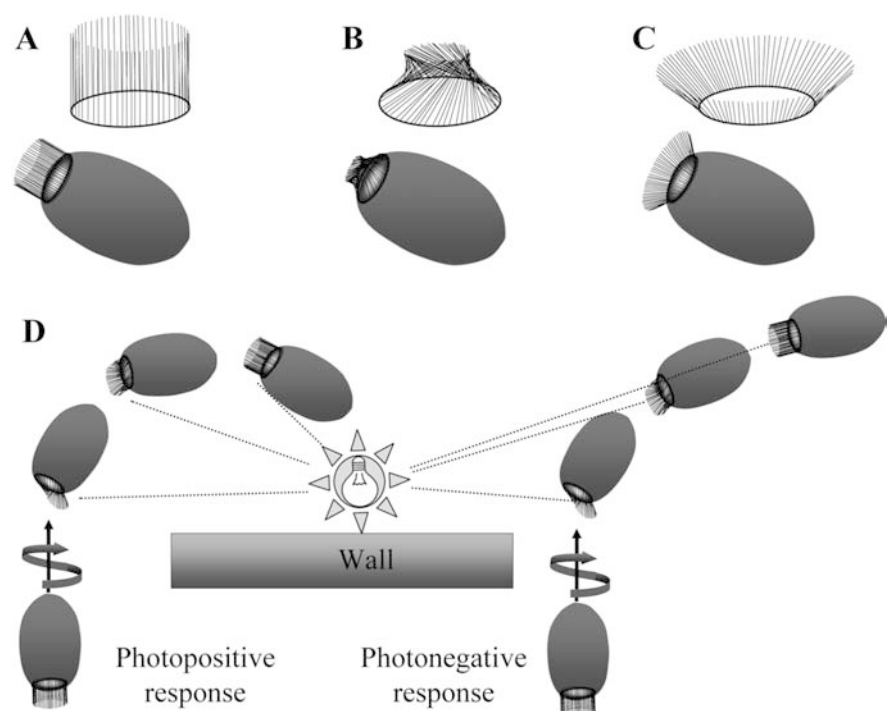 A
B
C
D
Wall
Photopositive
response
Photonegative
response